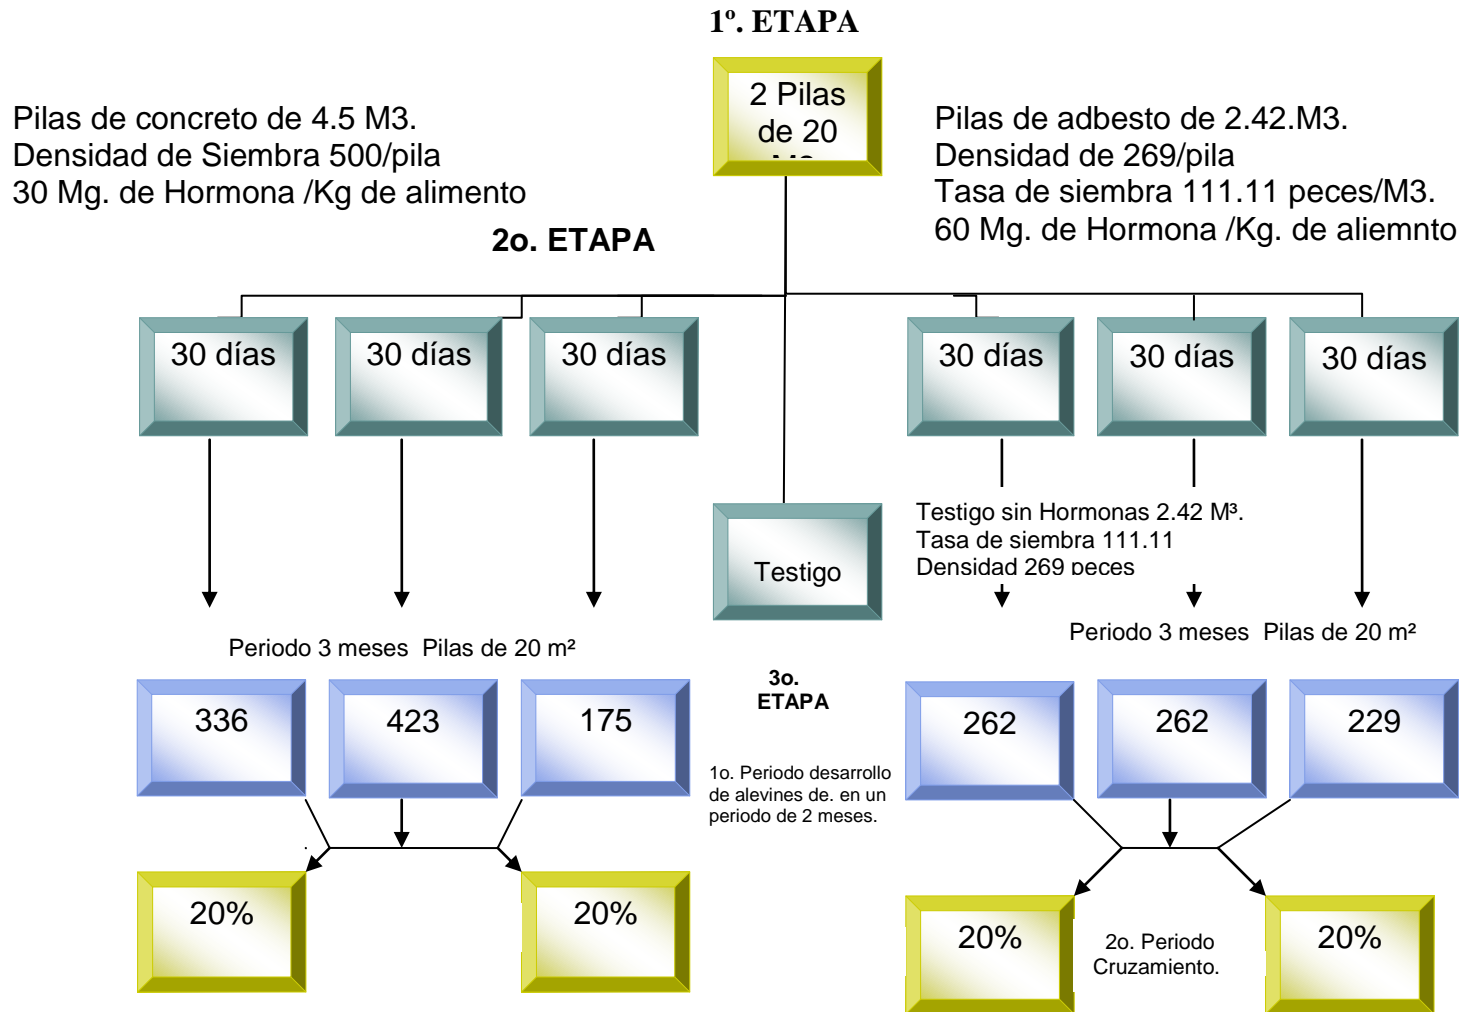 1º. ETAPA
2 Pilas
de 20
Pilas de concreto de 4.5 M3.
Densidad de Siembra 500/pila
30 Mg. de Hormona /Kg de alimento
Pilas de adbesto de 2.42.M3.
Densidad de 269/pila
Tasa de siembra 111.11 peces/M3.
60 Mg. de Hormona /Kg. de aliemnto
2o. ETAPA
30 días
30 días
30 días
30 días
30 días
30 días
Testigo
Testigo sin Hormonas 2.42 M³.
Tasa de siembra 111.11
Densidad 269 peces
Periodo 3 meses Pilas de 20 m²
Periodo 3 meses Pilas de 20 m²
336
423
175
3o.
ETAPA
262
262
229
1o. Periodo desarrollo
de alevines de. en un
periodo de 2 meses.
20%
20%
20%
2o. Periodo
Cruzamiento.
20%